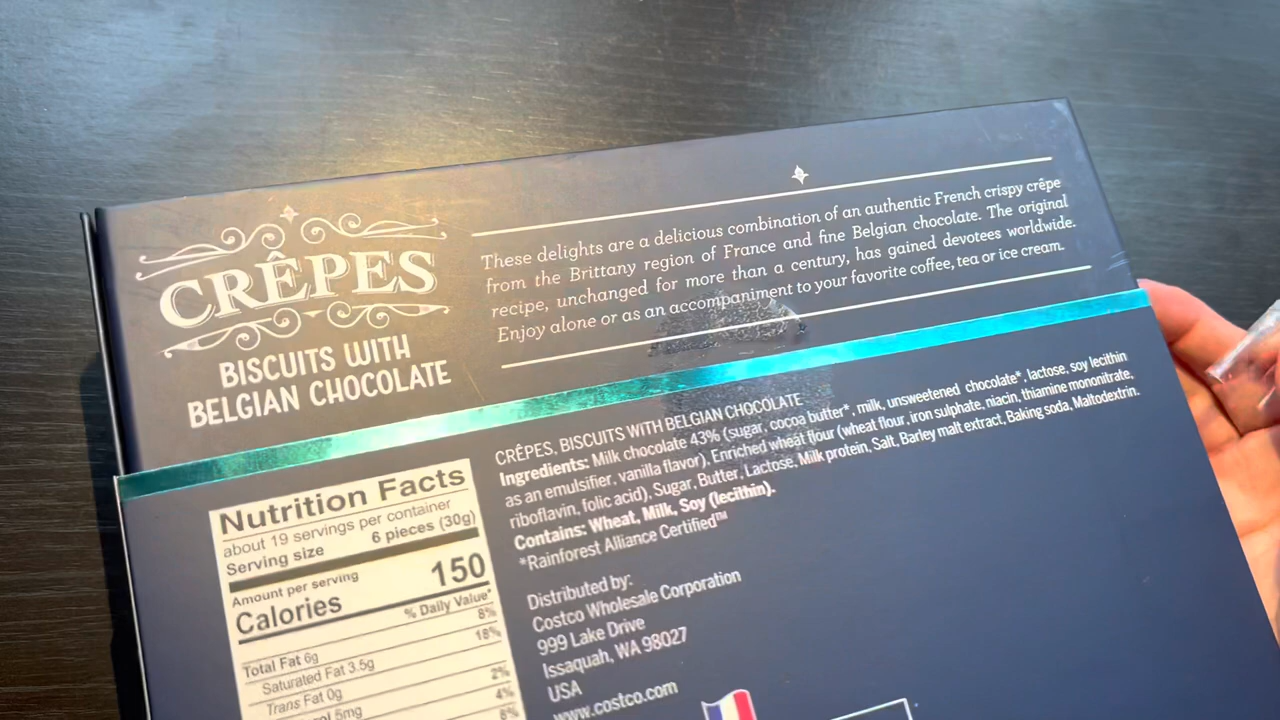 CRÊPES
BISCUITS WITH
BELGIAN CHOCOLATE
These delights are a delicious combination of an authentic French crispy crêpe
from the Brittany region of France and fine Belgian chocolate. The original
recipe, unchanged for more than a century, has gained devotees worldwide.
Enjoy alone or as an accompaniment to your favorite coffee, tea or ice cream.
CRÊPES, BISCUITS WITH BELGIAN CHOCOLATE
Ingredients: Milk chocolate 43% (sugar, cocoa butter*, milk, unsweetened chocolate*, lactose, soy lecithin
as an emulsifier, vanilla flavor), Enriched wheat flour (wheat flour, iron sulphate, niacin, thiamine mononitrate,
riboflavin, folic acid), Sugar, Butter, Lactose, Milk protein, Salt. Barley malt extract, Baking soda, Maltodextrin.
Contains: Wheat, Milk, Soy (lecithin).
*Rainforest Alliance Certified™
Distributed by:
Costco Wholesale Corporation
999 Lake Drive
Issaquah, WA 98027
USA
www.costco.com
Nutrition Facts
about 19 servings per container
Serving size 6 pieces (30g)
Amount per serving
Calories 150
% Daily Value*
Total Fat 6g 8%
Saturated Fat 3.5g 18%
Trans Fat 0g
5mg 2%
4%